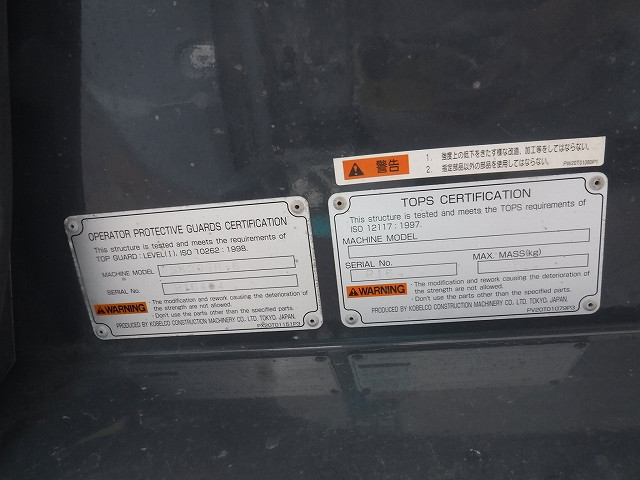 警告
1. 強度上の低下をきたす様な改造、加工等をしてはならない。
2. 指定部品以外の部品を使用してはならない。
OPERATOR PROTECTIVE GUARDS CERTIFICATION
This structure is tested and meets the requirements of
TOP GUARD : LEVEL(I), ISO 10262 : 1998.
MACHINE MODEL
SERIAL No.
WARNING
· The modification and rework causing the deterioration of
the strength are not allowed.
· Don't use the parts other than the specified parts.
PRODUCED BY KOBELCO CONSTRUCTION MACHINERY CO., LTD. TOKYO, JAPAN.
TOPS CERTIFICATION
This structure is tested and meets the TOPS requirements of
ISO 12117 : 1997.
MACHINE MODEL
SERIAL No.
MAX. MASS(kg)
WARNING
· The modification and rework causing the deterioration of
the strength are not allowed.
· Don't use the parts other than the specified parts.
PRODUCED BY KOBELCO CONSTRUCTION MACHINERY CO., LTD. TOKYO, JAPAN.
PV20T01079P3